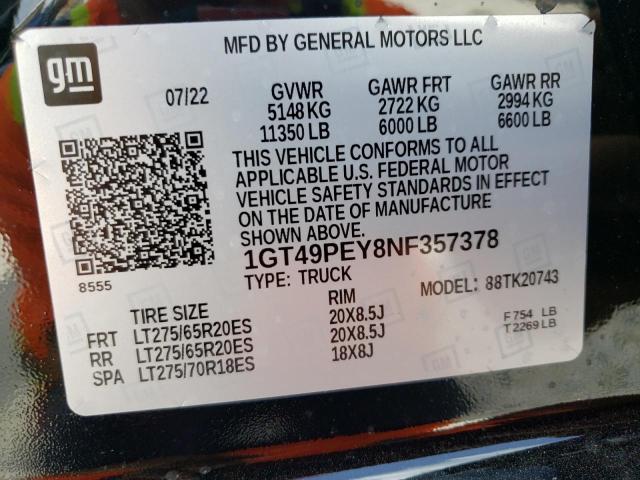 gm
MFD BY GENERAL MOTORS LLC
07/22 GVWR GAWR FRT GAWR RR
5148 KG 2722 KG 2994 KG
11350 LB 6000 LB 6600 LB
THIS VEHICLE CONFORMS TO ALL
APPLICABLE U.S. FEDERAL MOTOR
VEHICLE SAFETY STANDARDS IN EFFECT
ON THE DATE OF MANUFACTURE
SHOWN ABOVE.
8555 1GT49PEY8NF357378
TYPE: TRUCK MODEL: 88TK20743
TIRE SIZE RIM
FRT LT275/65R20ES 20X8.5J F 754 LB
RR LT275/65R20ES 20X8.5J T 2269 LB
SPA LT275/70R18ES 18X8J